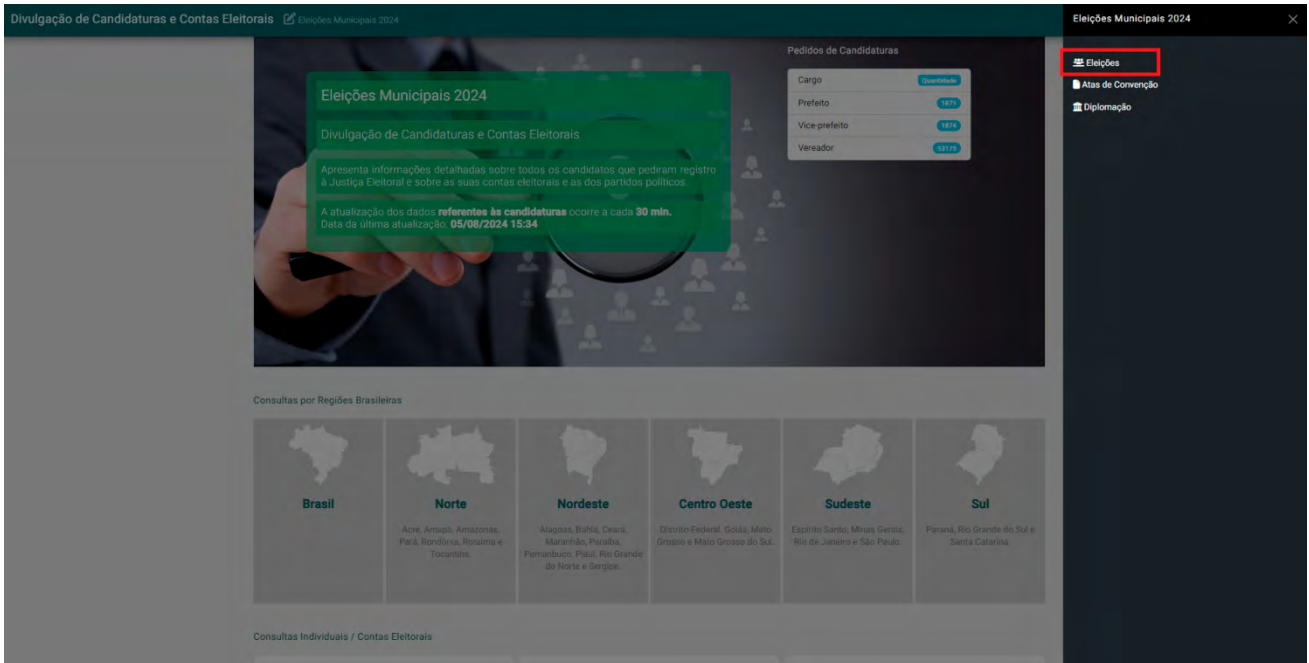 Divulgação de Candidaturas e Contas Eleitorais Eleições Municipais 2024
Eleições Municipais 2024
Eleições
Atas de Convenção
Diplomação
Pedidos de Candidaturas
Cargo Quantidade
Prefeito 1871
Vice-prefeito 1874
Vereador 53175
Eleições Municipais 2024
Divulgação de Candidaturas e Contas Eleitorais
Apresenta informações detalhadas sobre todos os candidatos que pediram registro
à Justiça Eleitoral e sobre as suas contas eleitorais e as dos partidos políticos.
A atualização dos dados referentes às candidaturas ocorre a cada 30 min.
Data da última atualização: 05/08/2024 15:34
Consultas por Regiões Brasileiras
Brasil
Norte
Acre, Amapá, Amazonas,
Pará, Rondônia, Roraima e
Tocantins.
Nordeste
Alagoas, Bahia, Ceará,
Maranhão, Paraíba,
Pernambuco, Piauí, Rio Grande
do Norte e Sergipe.
Centro Oeste
Distrito Federal, Goiás, Mato
Grosso e Mato Grosso do Sul.
Sudeste
Espírito Santo, Minas Gerais,
Rio de Janeiro e São Paulo.
Sul
Paraná, Rio Grande do Sul e
Santa Catarina.
Consultas Individuais / Contas Eleitorais